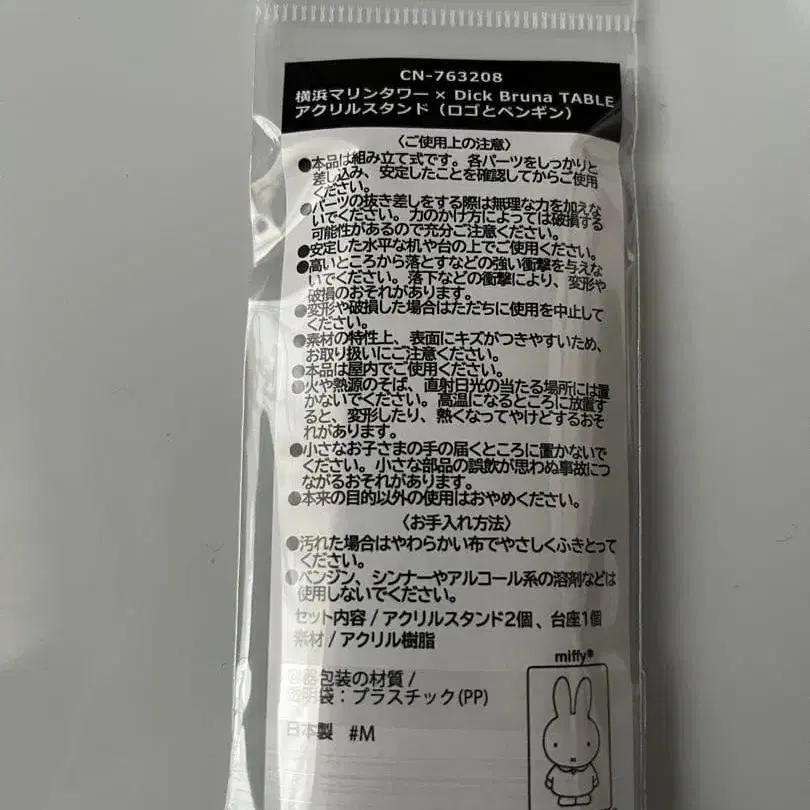 CN-763208
横浜マリンタワー × Dick Bruna TABLE
アクリルスタンド（ロゴとペンギン）
〈ご使用上の注意〉
●本品は組み立て式です。各パーツをしっかりと
差し込み、安定したことを確認してからご使用
ください。
●パーツの抜き差しをする際は無理な力を加えな
いでください。力のかけ方によっては破損する
可能性があるので充分ご注意ください。
●安定した水平な机や台の上でご使用ください。
●高いところから落とすなどの強い衝撃を与えな
いでください。落下などの衝撃により、変形や
破損のおそれがあります。
●変形や破損した場合はただちに使用を中止して
ください。
●素材の特性上、表面にキズがつきやすいため、
お取り扱いにご注意ください。
●本品は屋内でご使用ください。
●火や熱源のそば、直射日光の当たる場所には置
かないでください。高温になるところに放置す
ると、変形したり、熱くなってやけどするおそ
れがあります。
●小さなお子さまの手の届くところに置かないで
ください。小さな部品の誤飲が思わぬ事故につ
ながるおそれがあります。
●本来の目的以外の使用はおやめください。
〈お手入れ方法〉
●汚れた場合はやわらかい布でやさしくふきとって
ください。
●ベンジン、シンナーやアルコール系の溶剤などは
使用しないでください。
セット内容 / アクリルスタンド2個、台座1個
素材 / アクリル樹脂
miffy®
容器包装の材質 /
透明袋：プラスチック(PP)
日本製 #M